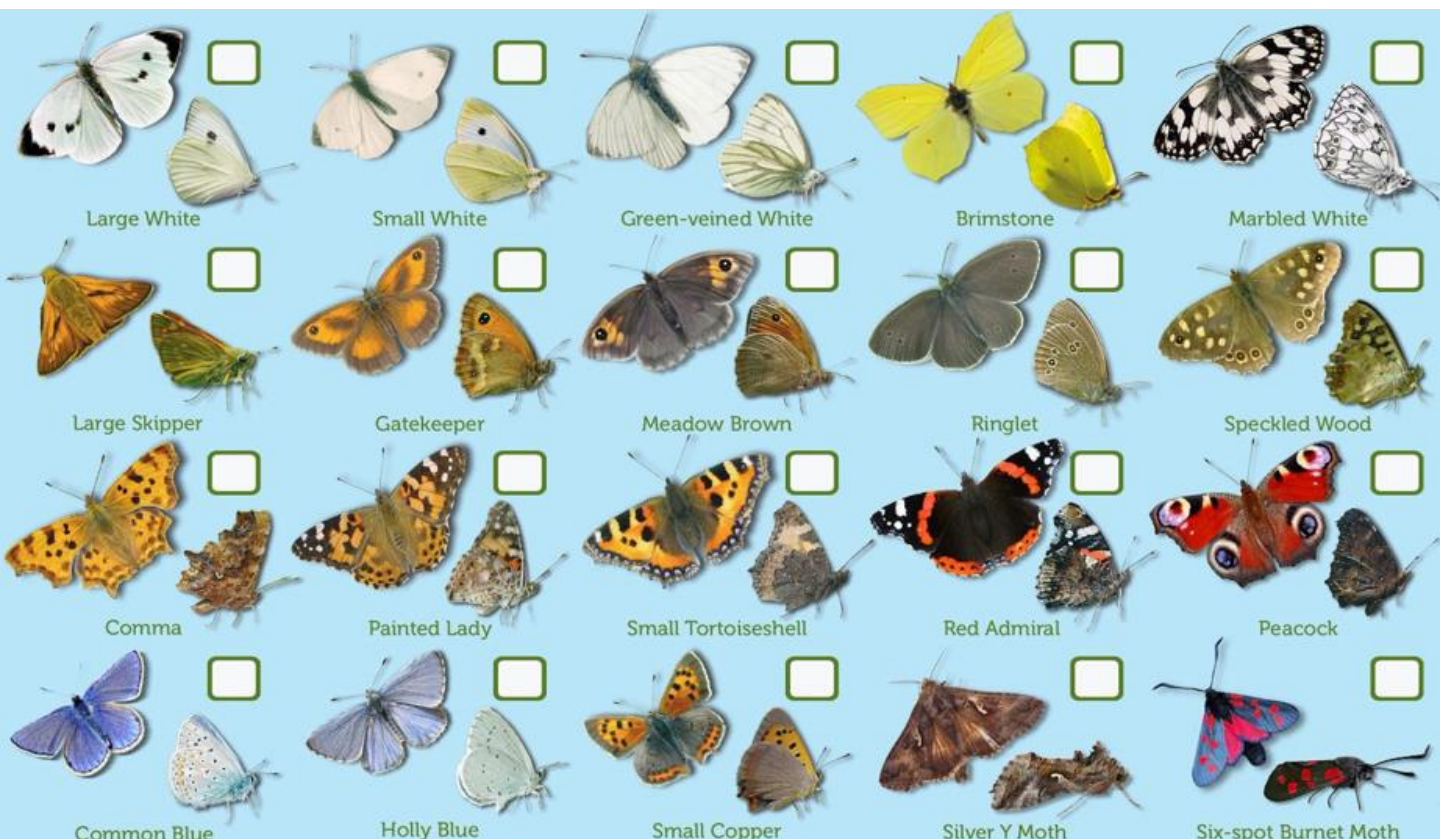 Large White
Small White
Green-veined White
Brimstone
Marbled White
Large Skipper
Gatekeeper
Meadow Brown
Ringlet
Speckled Wood
Comma
Painted Lady
Small Tortoiseshell
Red Admiral
Peacock
Common Blue
Holly Blue
Small Copper
Silver Y Moth
Six-spot Burnet Moth